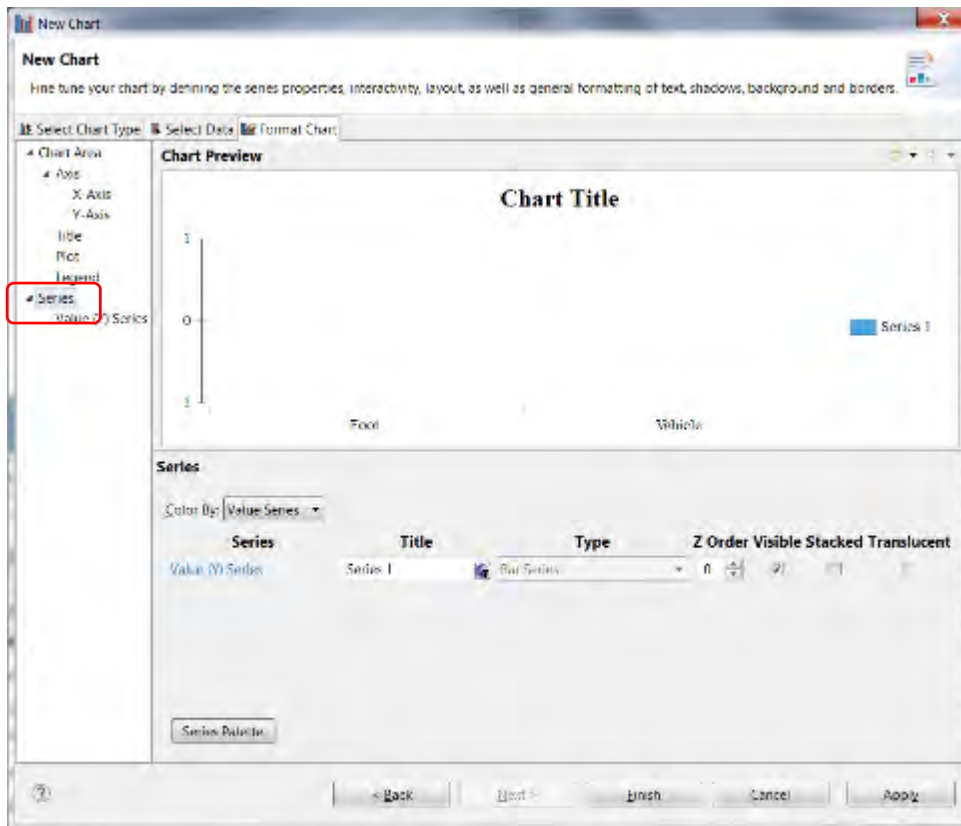 New Chart
New Chart
Fine tune your chart by defining the series properties, interactivity, layout, as well as general formatting of text, shadows, background and borders.
Select Chart Type Select Data Format Chart
Chart Area
Axis
X-Axis
Y-Axis
Title
Plot
Legend
Series
Value (Y) Series
Chart Preview
Chart Title
1
0
1
Foot Vehicle
Series 1
Series
Color By: Value Series
Series Title Type Z Order Visible Stacked Translucent
Value (Y) Series Series 1 Bar Series 0
Series Palette
< Back Next > Finish Cancel Apply